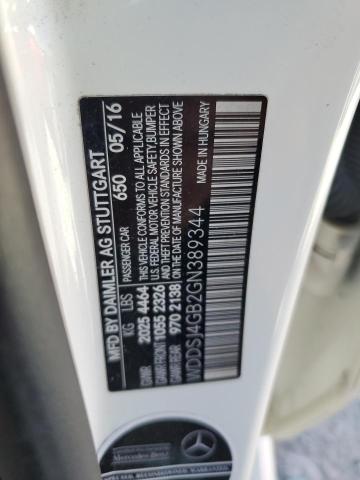 MFD BY DAIMLER AG STUTTGART
650 05/16
PASSENGER CAR
KG LBS
GVWR 2025 4464
GAWR FRONT 1055 2326
GAWR REAR 970 2138
THIS VEHICLE CONFORMS TO ALL APPLICABLE
U.S. FEDERAL MOTOR VEHICLE SAFETY, BUMPER
AND THEFT PREVENTION STANDARDS IN EFFECT
ON THE DATE OF MANUFACTURE SHOWN ABOVE
MADE IN HUNGARY
WDDSJ4GB2GN389344
Mercedes-Benz